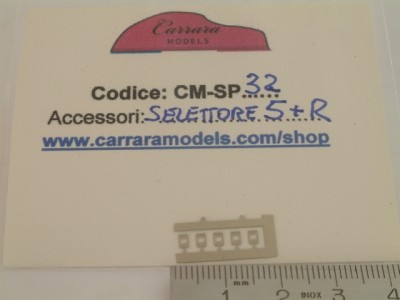 Carrara
MODELS
Codice: CM-SP.32.....
Accessori: SELETTORE 5+R
www.carraramodels.com/shop
1 2 INOX 3 4